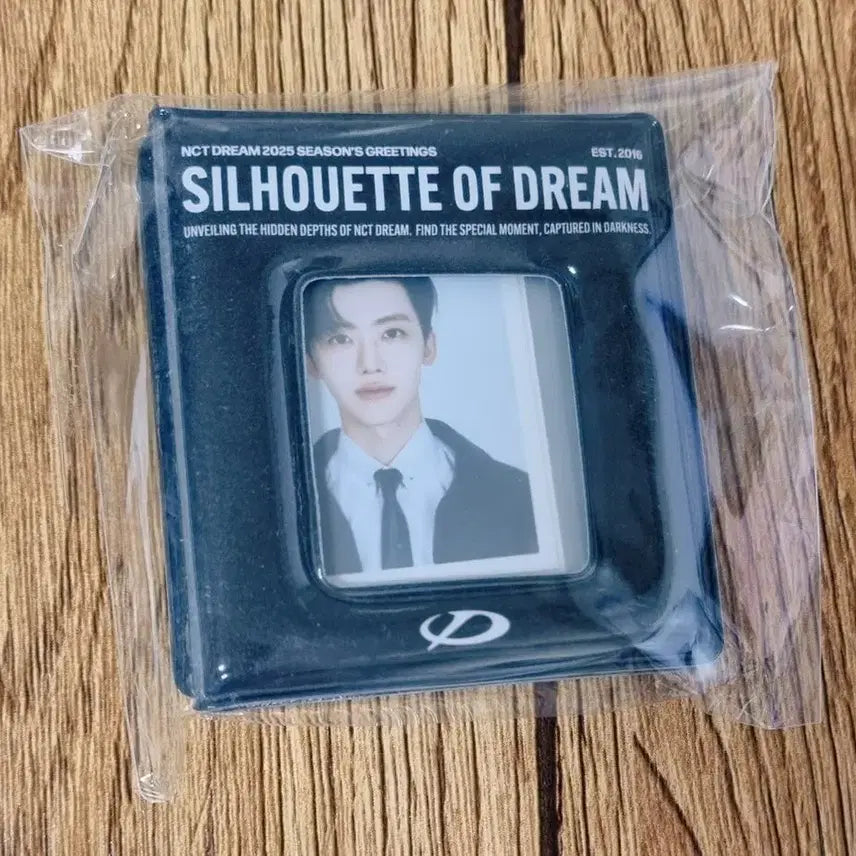 NCT DREAM 2025 SEASON'S GREETINGS EST. 2016
SILHOUETTE OF DREAM
UNVEILING THE HIDDEN DEPTHS OF NCT DREAM. FIND THE SPECIAL MOMENT, CAPTURED IN DARKNESS.